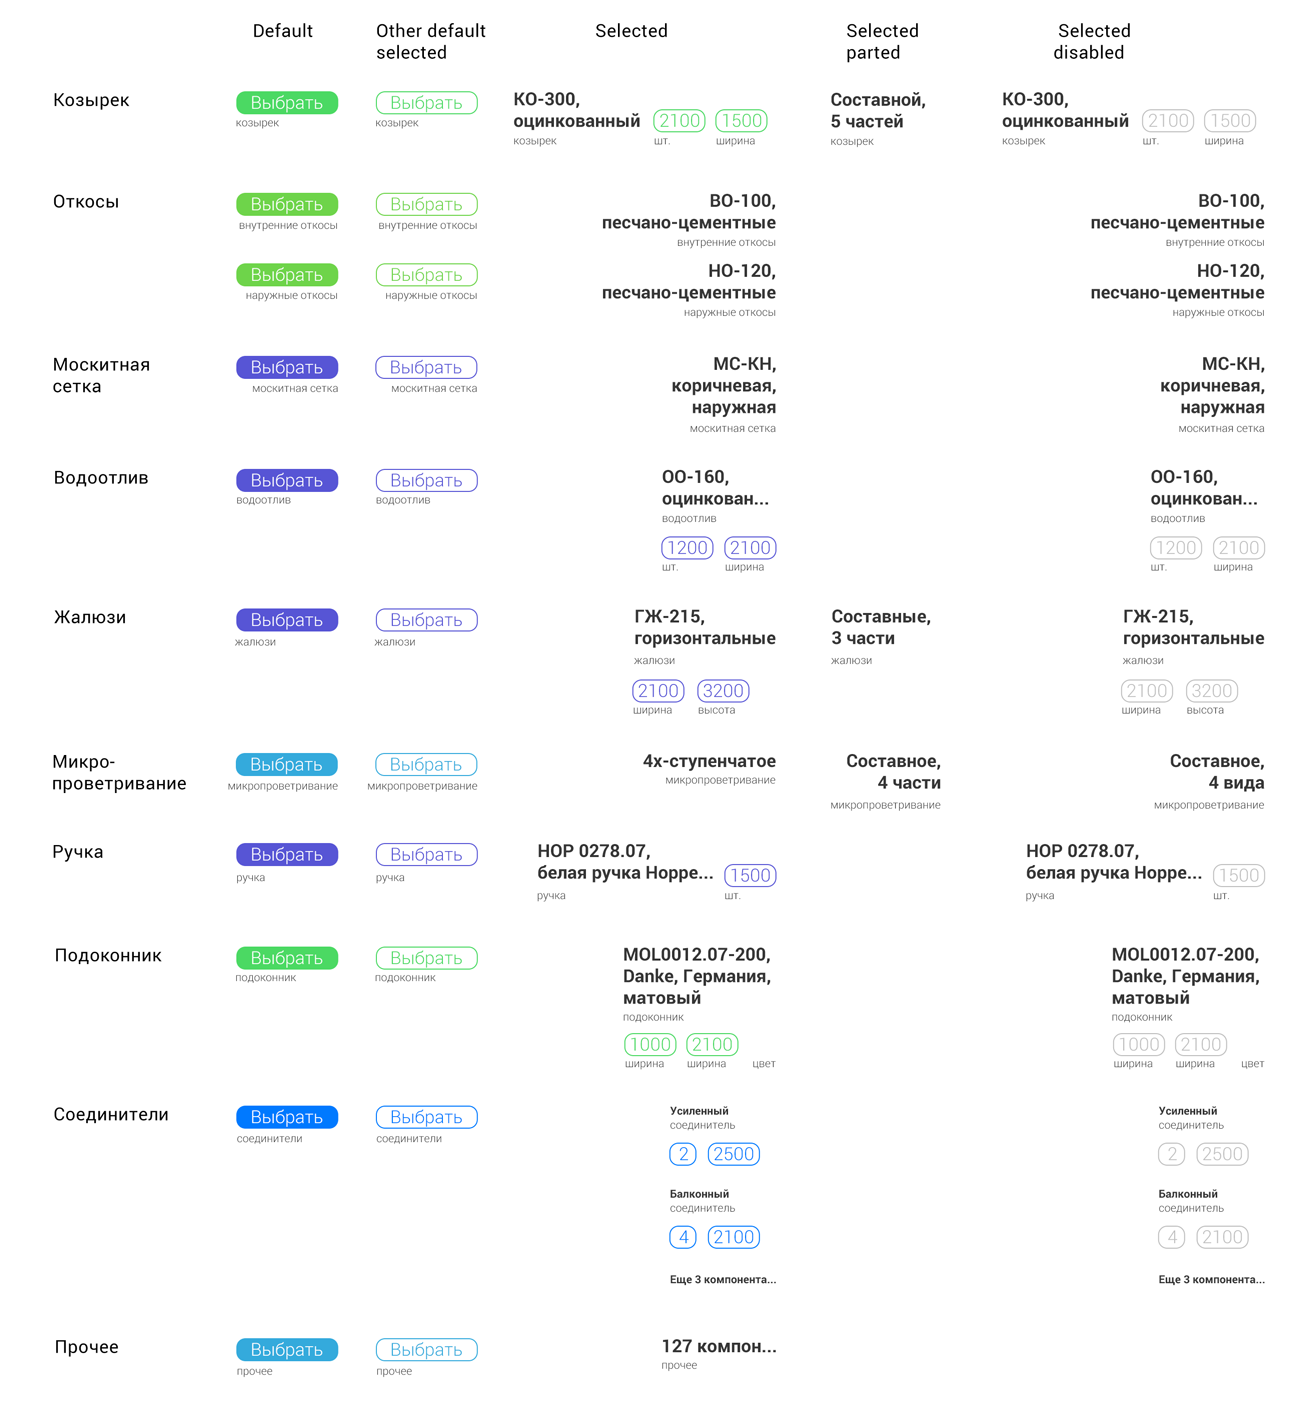 Default
Other default
selected
Selected
Selected
parted
Selected
disabled
Козырек
Выбрать
козырек
Выбрать
козырек
КО-300,
оцинкованный
козырек
2100
шт.
1500
ширина
Составной,
5 частей
козырек
КО-300,
оцинкованный
козырек
2100
шт.
1500
ширина
Откосы
Выбрать
внутренние откосы
Выбрать
внутренние откосы
ВО-100,
песчано-цементные
внутренние откосы
ВО-100,
песчано-цементные
внутренние откосы
Выбрать
наружные откосы
Выбрать
наружные откосы
НО-120,
песчано-цементные
наружные откосы
НО-120,
песчано-цементные
наружные откосы
Москитная
сетка
Выбрать
москитная сетка
Выбрать
москитная сетка
МС-КН,
коричневая,
наружная
москитная сетка
МС-КН,
коричневая,
наружная
москитная сетка
Водоотлив
Выбрать
водоотлив
Выбрать
водоотлив
ОО-160,
оцинкован...
водоотлив
1200
шт.
2100
ширина
ОО-160,
оцинкован...
водоотлив
1200
шт.
2100
ширина
Жалюзи
Выбрать
жалюзи
Выбрать
жалюзи
ГЖ-215,
горизонтальные
жалюзи
2100
ширина
3200
высота
Составные,
3 части
жалюзи
ГЖ-215,
горизонтальные
жалюзи
2100
ширина
3200
высота
Микро-
проветривание
Выбрать
микропроветривание
Выбрать
микропроветривание
4х-ступенчатое
микропроветривание
Составное,
4 части
микропроветривание
Составное,
4 вида
микропроветривание
Ручка
Выбрать
ручка
Выбрать
ручка
HOP 0278.07,
белая ручка Hoppe...
ручка
1500
шт.
HOP 0278.07,
белая ручка Hoppe...
ручка
1500
шт.
Подоконник
Выбрать
подоконник
Выбрать
подоконник
MOL0012.07-200,
Danke, Германия,
матовый
подоконник
1000
ширина
2100
ширина
цвет
MOL0012.07-200,
Danke, Германия,
матовый
подоконник
1000
ширина
2100
ширина
цвет
Соединители
Выбрать
соединители
Выбрать
соединители
Усиленный
соединитель
2
2500
Балконный
соединитель
4
2100
Еще 3 компонента...
Усиленный
соединитель
2
2500
Балконный
соединитель
4
2100
Еще 3 компонента...
Прочее
Выбрать
прочее
Выбрать
прочее
127 компон...
прочее